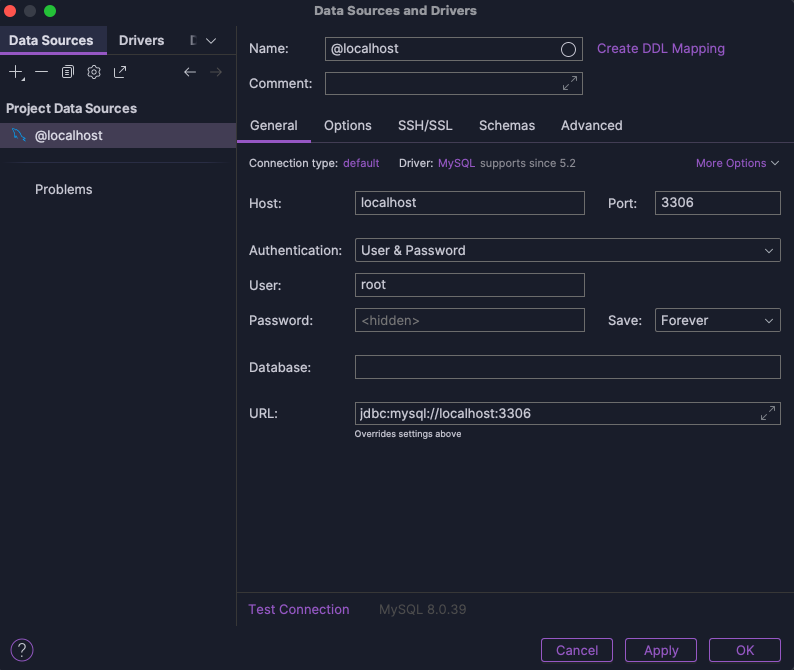 Data Sources and Drivers
Data Sources Drivers
Name: @localhost Create DDL Mapping
Comment:
Project Data Sources
@localhost
Problems
General Options SSH/SSL Schemas Advanced
Connection type: default Driver: MySQL supports since 5.2 More Options
Host: localhost Port: 3306
Authentication: User & Password
User: root
Password: <hidden> Save: Forever
Database:
URL: jdbc:mysql://localhost:3306
Overrides settings above
Test Connection MySQL 8.0.39
? Cancel Apply OK